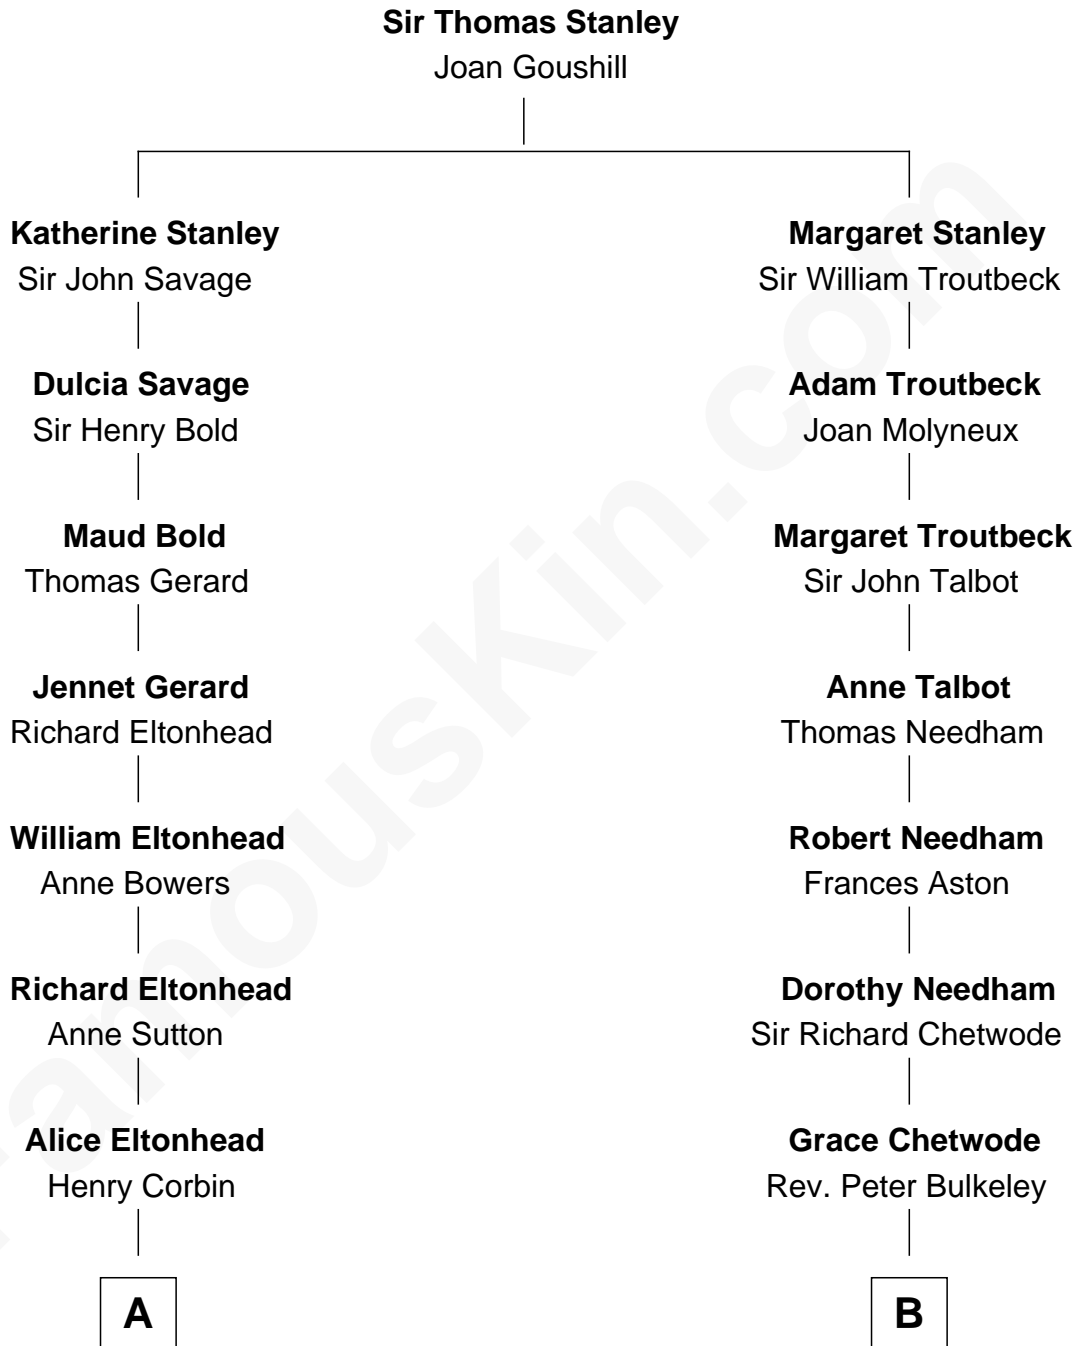 Sir Thomas Stanley
Joan Goushill
Katherine Stanley
Sir John Savage
Margaret Stanley
Sir William Troutbeck
Dulcia Savage
Sir Henry Bold
Adam Troutbeck
Joan Molyneux
Maud Bold
Thomas Gerard
Margaret Troutbeck
Sir John Talbot
Jennet Gerard
Richard Eltonhead
Anne Talbot
Thomas Needham
William Eltonhead
Anne Bowers
Robert Needham
Frances Aston
Richard Eltonhead
Anne Sutton
Dorothy Needham
Sir Richard Chetwode
Alice Eltonhead
Henry Corbin
Grace Chetwode
Rev. Peter Bulkeley
A
B
FamousKin.com